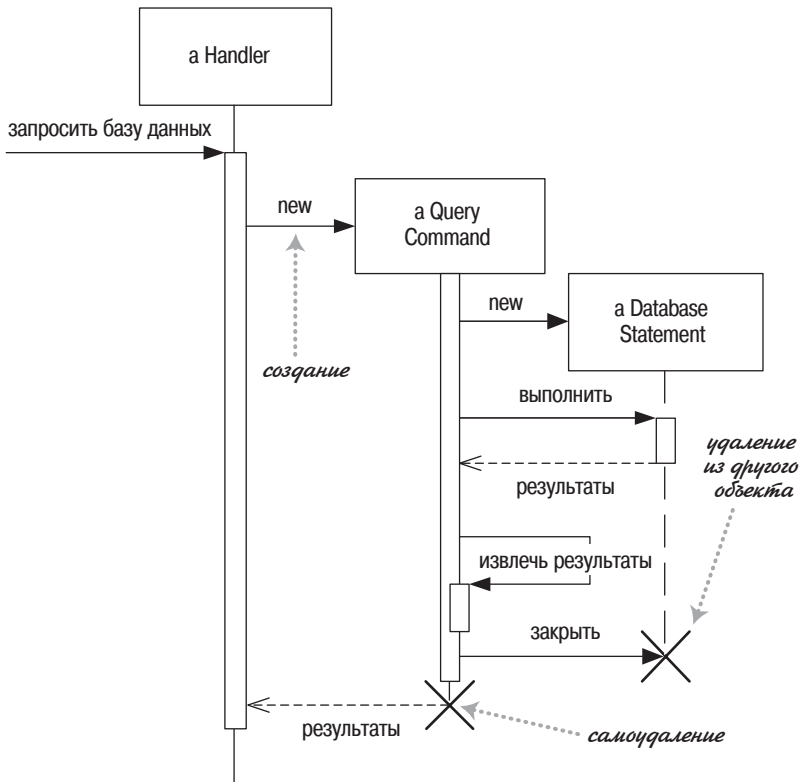 a Handler
запросить базу данных
new
a Query
Command
new
a Database
Statement
создание
выполнить
удаление
из другого
объекта
результаты
извлечь результаты
закрыть
результаты
самоудаление